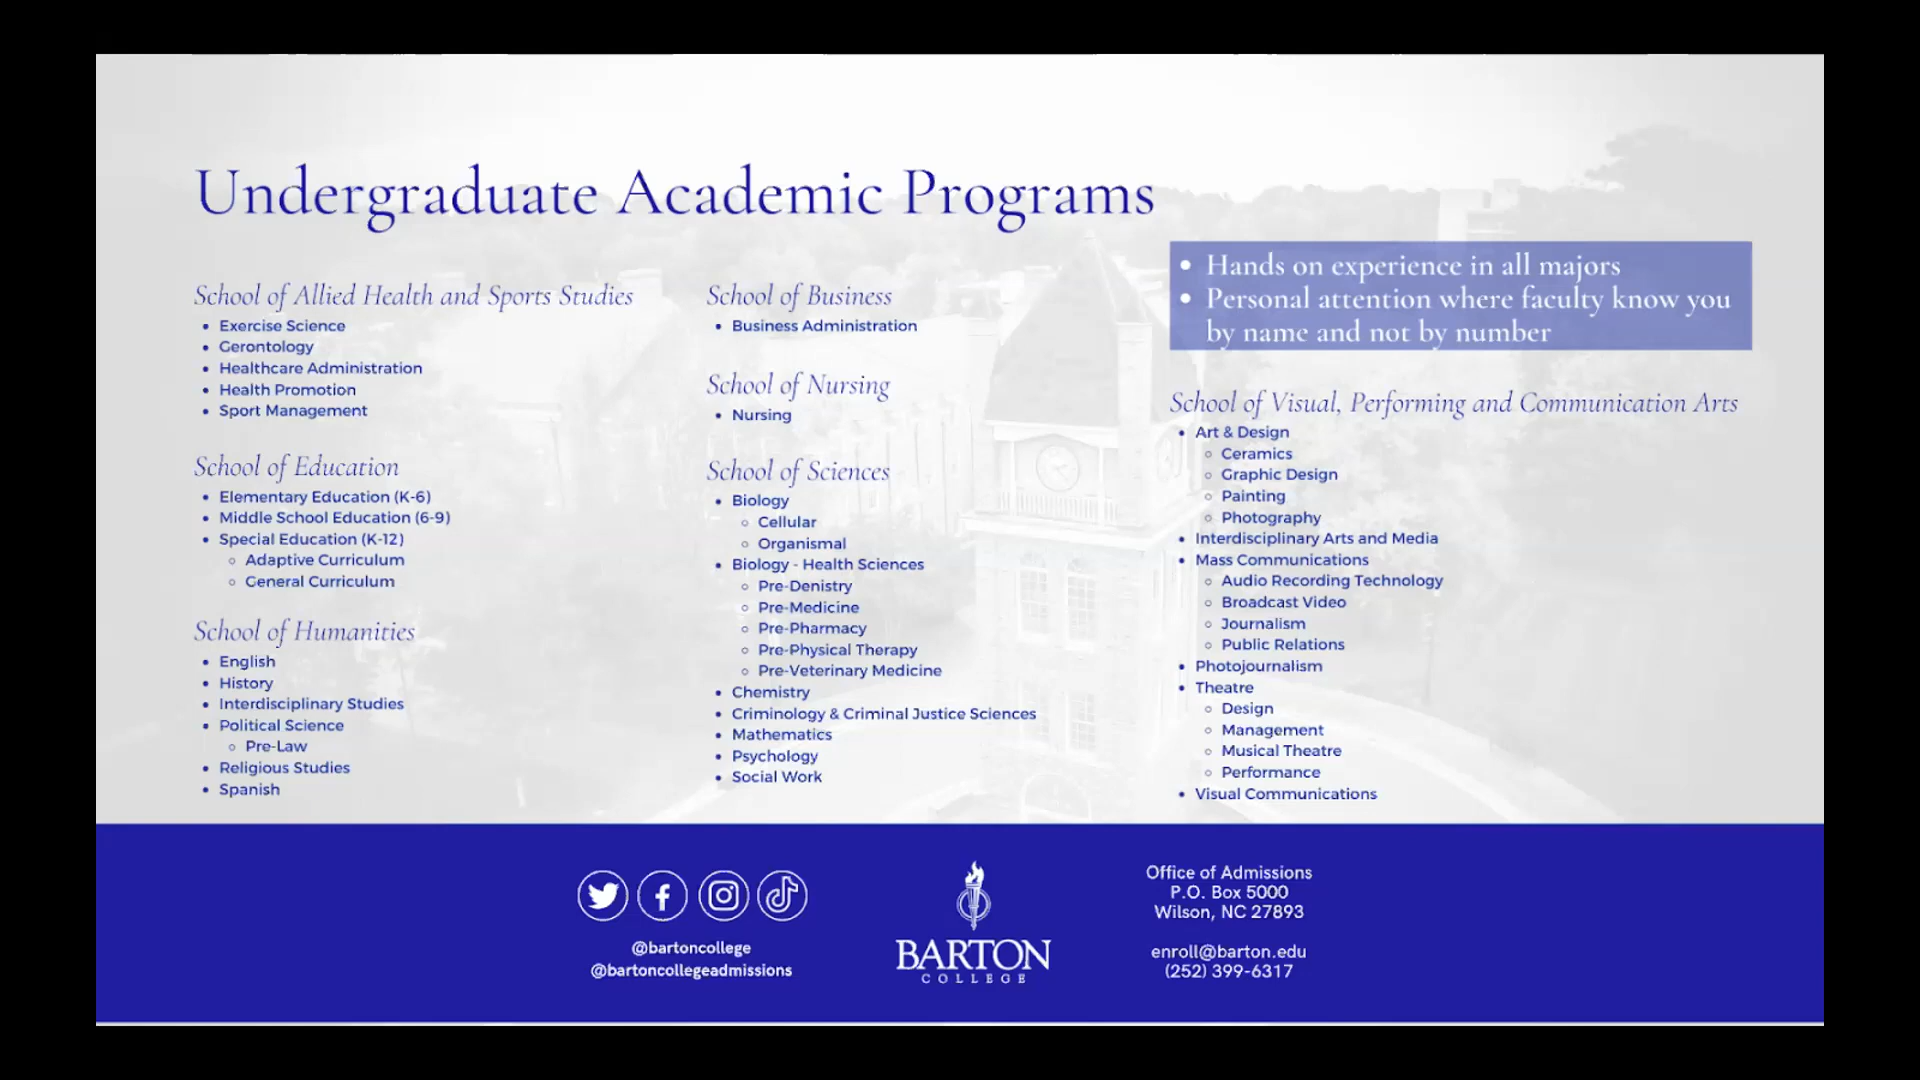 Undergraduate Academic Programs
School of Allied Health and Sports Studies
Exercise Science
Gerontology
Healthcare Administration
Health Promotion
Sport Management
School of Education
Elementary Education (K-6)
Middle School Education (6-9)
Special Education (K-12)
Adaptive Curriculum
General Curriculum
School of Humanities
English
History
Interdisciplinary Studies
Political Science
Pre-Law
Religious Studies
Spanish
School of Business
Business Administration
School of Nursing
Nursing
School of Sciences
Biology
Cellular
Organismal
Biology - Health Sciences
Pre-Denistry
Pre-Medicine
Pre-Pharmacy
Pre-Physical Therapy
Pre-Veterinary Medicine
Chemistry
Criminology & Criminal Justice Sciences
Mathematics
Psychology
Social Work
Hands on experience in all majors
Personal attention where faculty know you
by name and not by number
School of Visual, Performing and Communication Arts
Art & Design
Ceramics
Graphic Design
Painting
Photography
Interdisciplinary Arts and Media
Mass Communications
Audio Recording Technology
Broadcast Video
Journalism
Public Relations
Photojournalism
Theatre
Design
Management
Musical Theatre
Performance
Visual Communications
@bartoncollege
@bartoncollegeadmissions
BARTON
COLLEGE
Office of Admissions
P.O. Box 5000
Wilson, NC 27893
enroll@barton.edu
(252) 399-6317